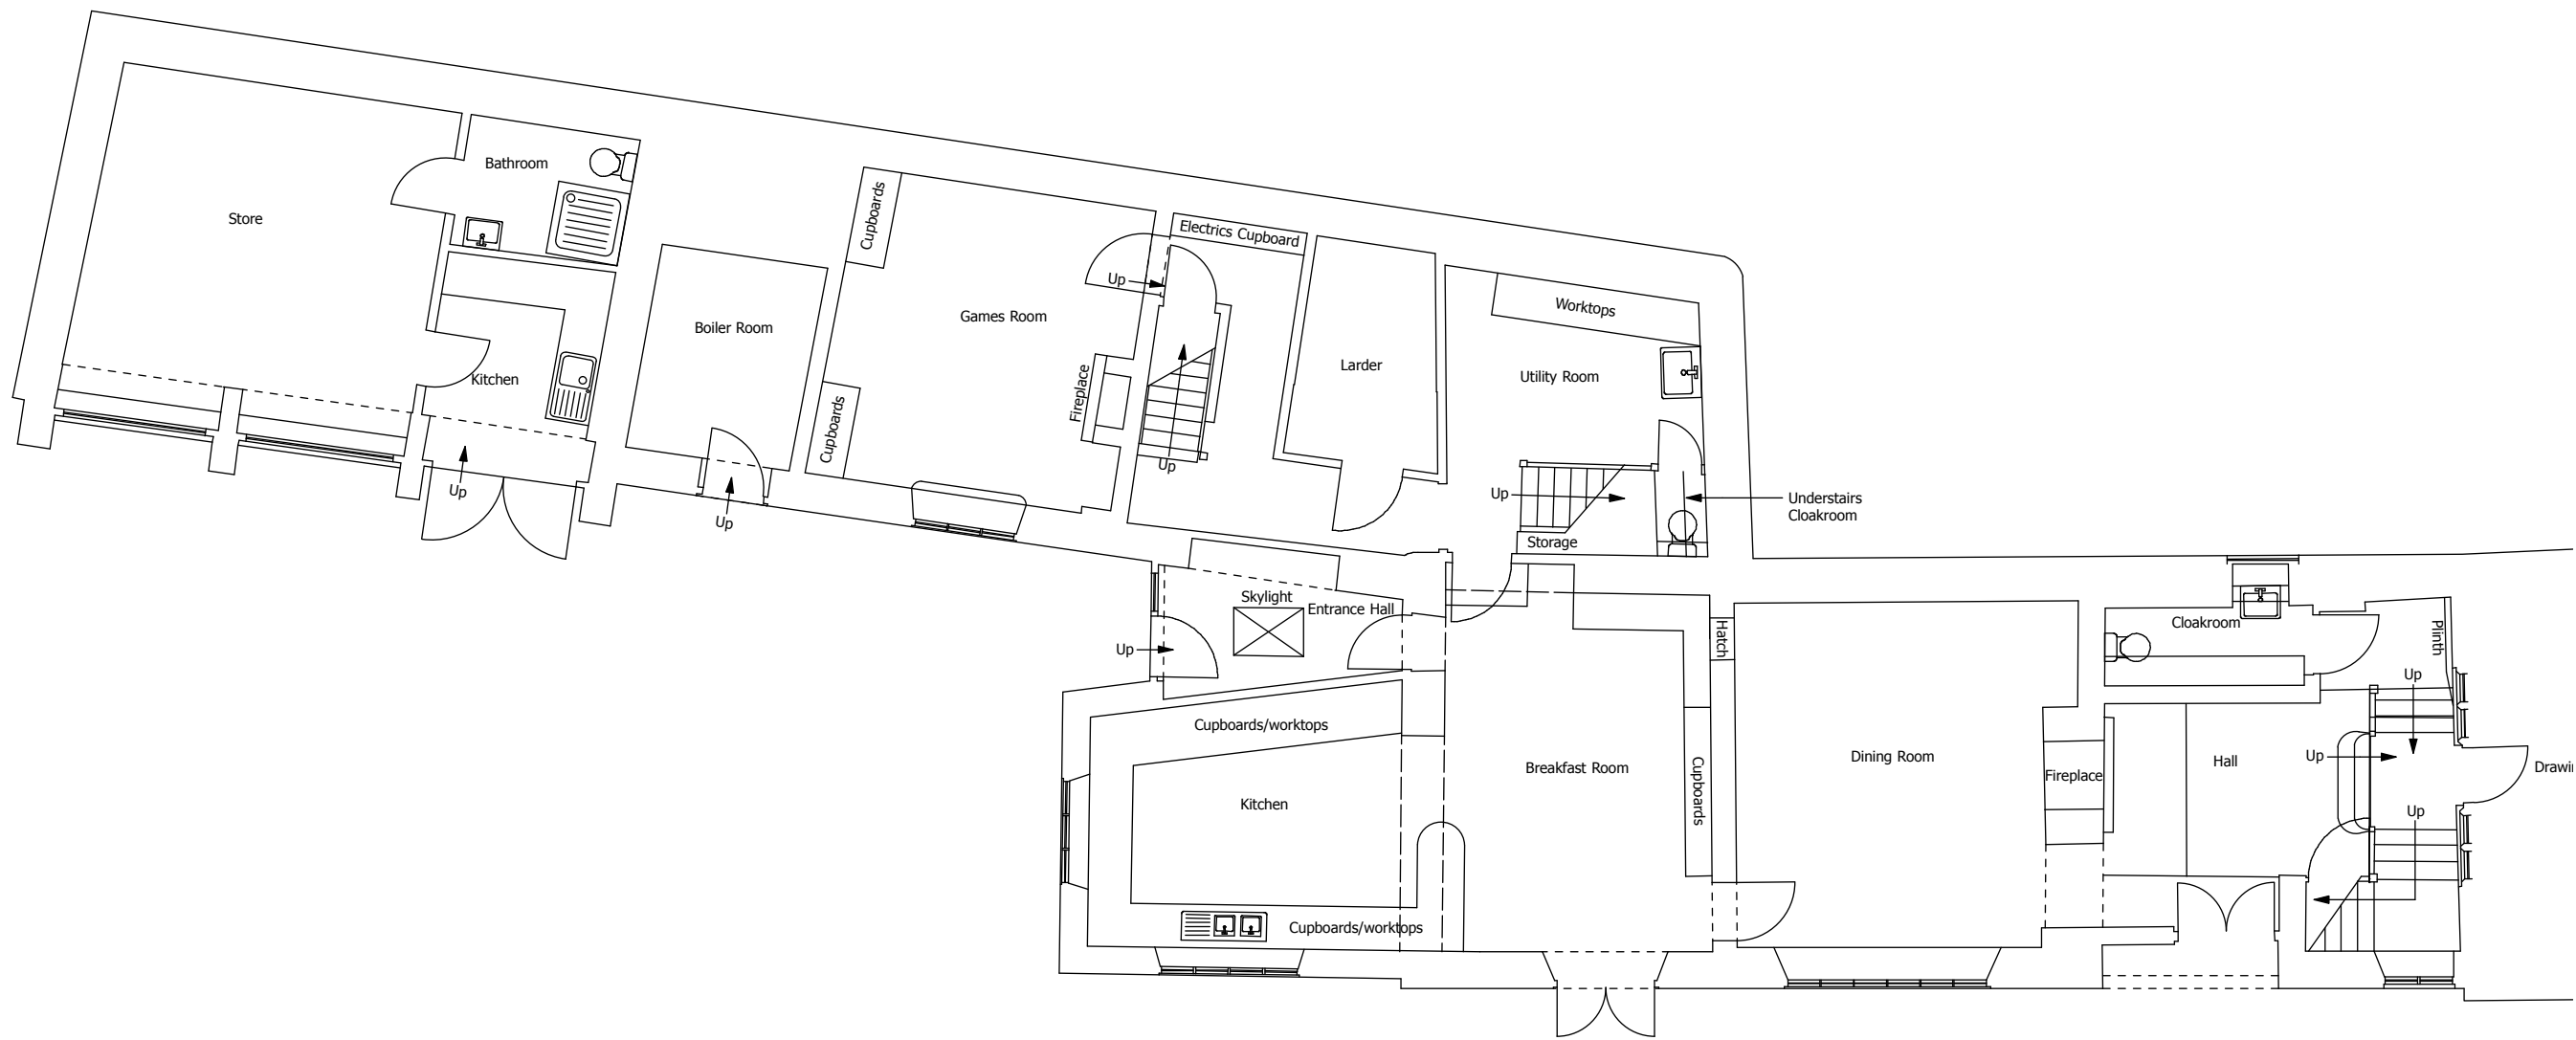 Store
Bathroom
Kitchen
Up
Boiler Room
Up
Cupboards
Cupboards
Games Room
Fireplace
Up
Electrics Cupboard
Up
Larder
Worktops
Utility Room
Up
Storage
Understairs
Cloakroom
Skylight
Entrance Hall
Up
Cupboards/worktops
Kitchen
Cupboards/worktops
Breakfast Room
Hatch
Cupboards
Dining Room
Fireplace
Cloakroom
Plinth
Up
Up
Hall
Up
Drawi